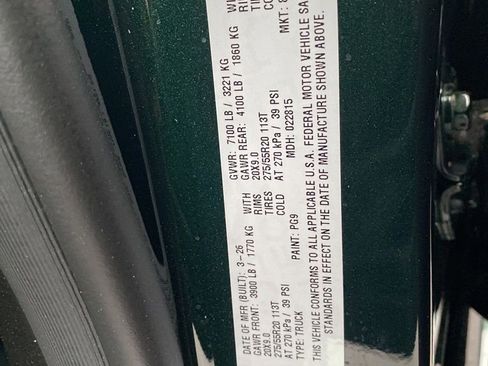 DATE OF MFR (BUILT): 3-26 GVWR: 7100 LB / 3221 KG
GAWR FRONT: 3900 LB / 1770 KG WITH GAWR REAR: 4100 LB / 1860 KG
20X9.0 RIMS 20X9.0
275/55R20 113T TIRES 275/55R20 113T
AT 270 kPa / 39 PSI COLD AT 270 kPa / 39 PSI
TYPE: TRUCK PAINT: PG9 MDH: 022815 MKT:
THIS VEHICLE CONFORMS TO ALL APPLICABLE U.S.A. FEDERAL MOTOR VEHICLE SA
STANDARDS IN EFFECT ON THE DATE OF MANUFACTURE SHOWN ABOVE.